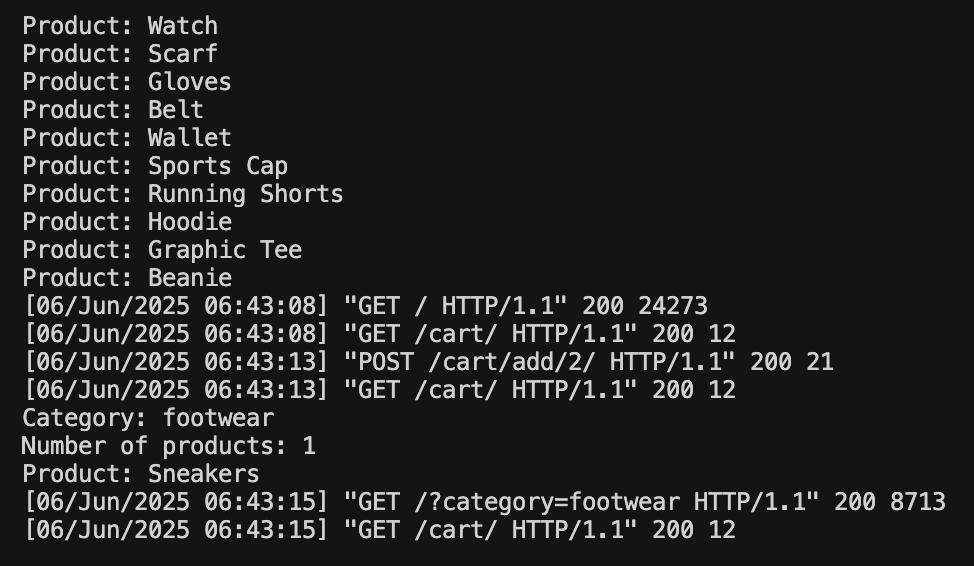 Product: Watch
Product: Scarf
Product: Gloves
Product: Belt
Product: Wallet
Product: Sports Cap
Product: Running Shorts
Product: Hoodie
Product: Graphic Tee
Product: Beanie
[06/Jun/2025 06:43:08] "GET / HTTP/1.1" 200 24273
[06/Jun/2025 06:43:08] "GET /cart/ HTTP/1.1" 200 12
[06/Jun/2025 06:43:13] "POST /cart/add/2/ HTTP/1.1" 200 21
[06/Jun/2025 06:43:13] "GET /cart/ HTTP/1.1" 200 12
Category: footwear
Number of products: 1
Product: Sneakers
[06/Jun/2025 06:43:15] "GET /?category=footwear HTTP/1.1" 200 8713
[06/Jun/2025 06:43:15] "GET /cart/ HTTP/1.1" 200 12